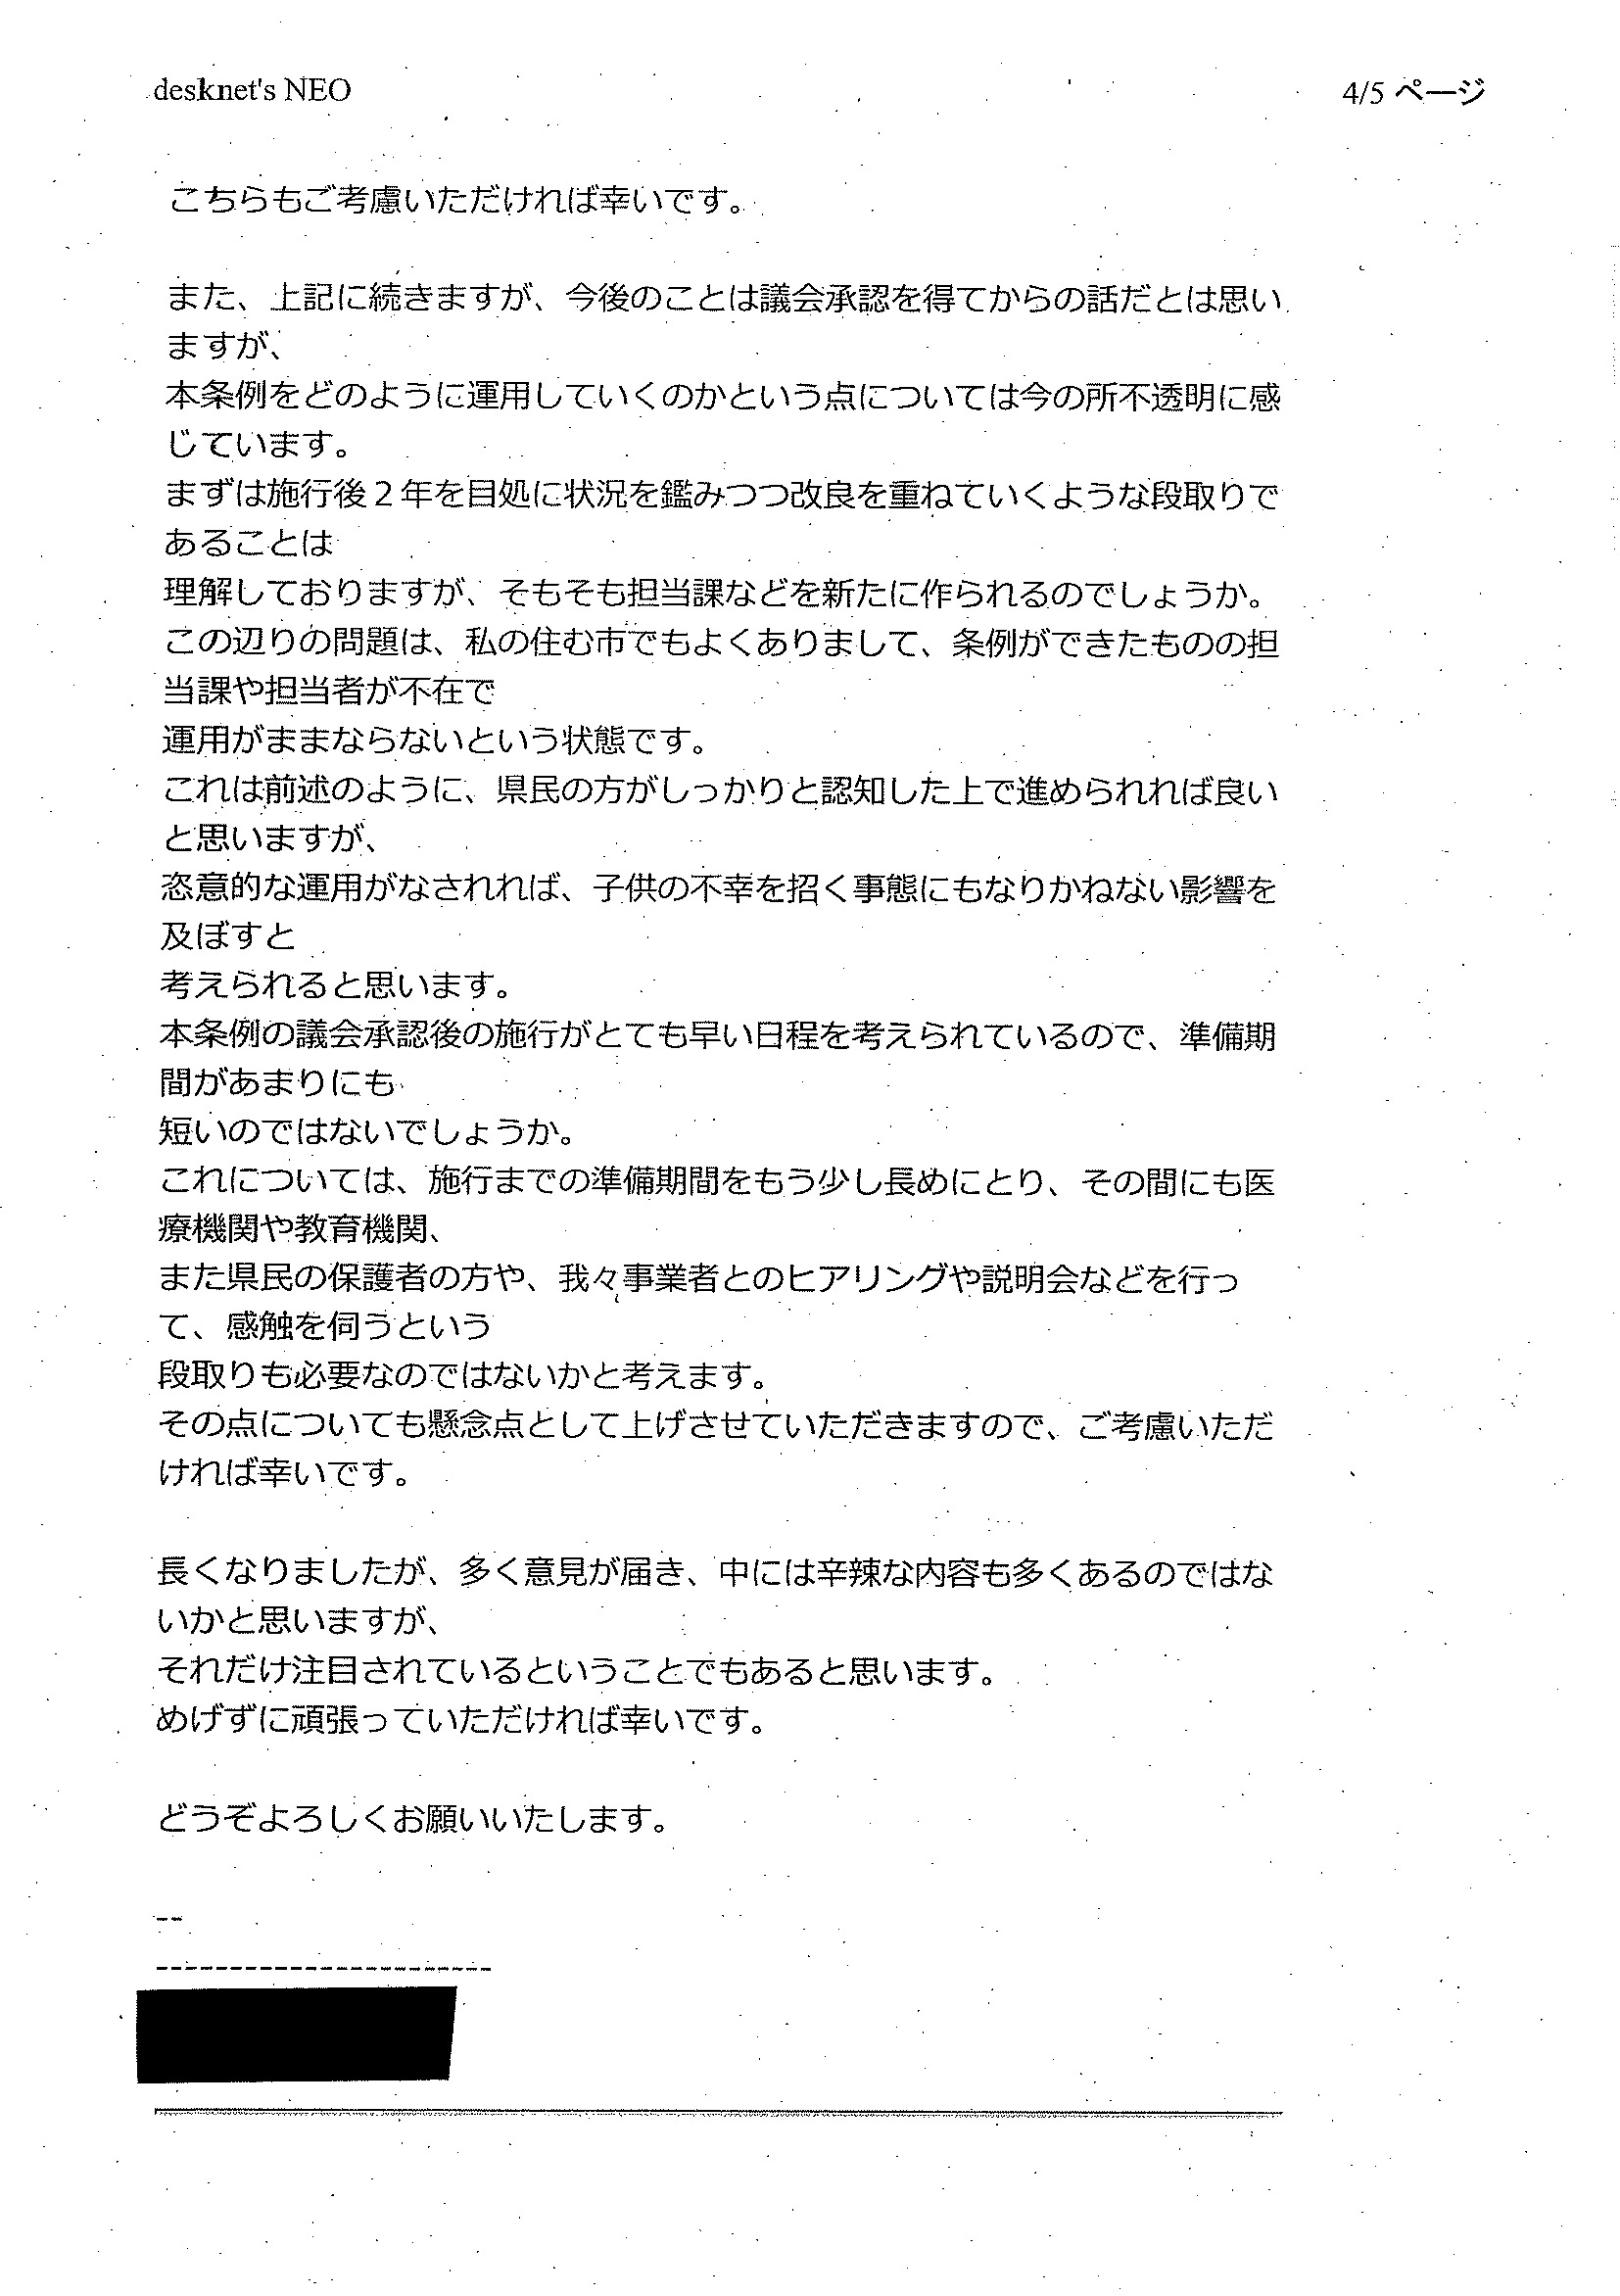 desknet's NEO
4/5 ページ
こちらもご考慮いただければ幸いです。
また、上記に続きますが、今後のことは議会承認を得てからの話だとは思い
ますが、
本条例をどのように運用していくのかという点については今の所不透明に感
じています。
まずは施行後２年を目処に状況を鑑みつつ改良を重ねていくような段取りで
あることは
理解しておりますが、そもそも担当課などを新たに作られるのでしょうか。
この辺りの問題は、私の住む市でもよくありまして、条例ができたものの担
当課や担当者が不在で
運用がままならないという状態です。
これは前述のように、県民の方がしっかりと認知した上で進められれば良い
と思いますが、
恣意的な運用がなされれば、子供の不幸を招く事態にもなりかねない影響を
及ぼすと
考えられると思います。
本条例の議会承認後の施行がとても早い日程を考えられているので、準備期
間があまりにも
短いのではないでしょうか。
これについては、施行までの準備期間をもう少し長めにとり、その間にも医
療機関や教育機関、
また県民の保護者の方や、我々事業者とのヒアリングや説明会などを行っ
て、感触を伺うという
段取りも必要なのではないかと考えます。
その点についても懸念点として上げさせていただきますので、ご考慮いただ
ければ幸いです。
長くなりましたが、多く意見が届き、中には辛辣な内容も多くあるのではな
いかと思いますが、
それだけ注目されているということでもあると思います。
めげずに頑張っていただければ幸いです。
どうぞよろしくお願いいたします。
--
-----------------------